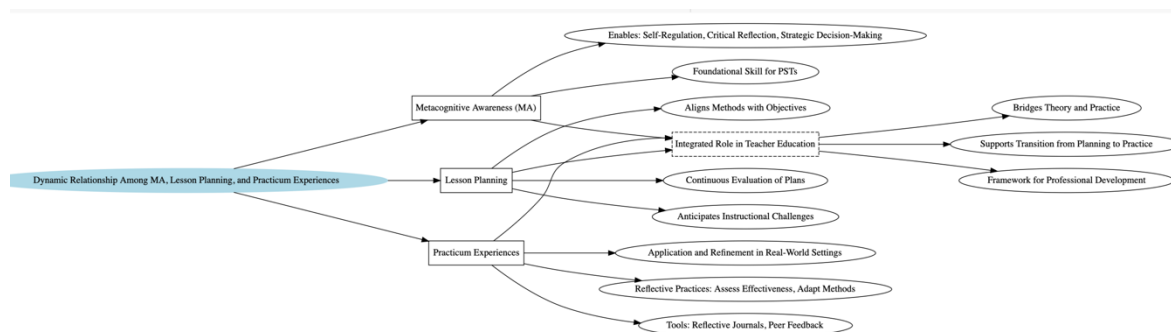 Enables: Self-Regulation, Critical Reflection, Strategic Decision-Making
Foundational Skill for PSTs
Metacognitive Awareness (MA)
Aligns Methods with Objectives
Bridges Theory and Practice
Integrated Role in Teacher Education
Supports Transition from Planning to Practice
Dynamic Relationship Among MA, Lesson Planning, and Practicum Experiences
Lesson Planning
Continuous Evaluation of Plans
Framework for Professional Development
Anticipates Instructional Challenges
Practicum Experiences
Application and Refinement in Real-World Settings
Reflective Practices: Assess Effectiveness, Adapt Methods
Tools: Reflective Journals, Peer Feedback